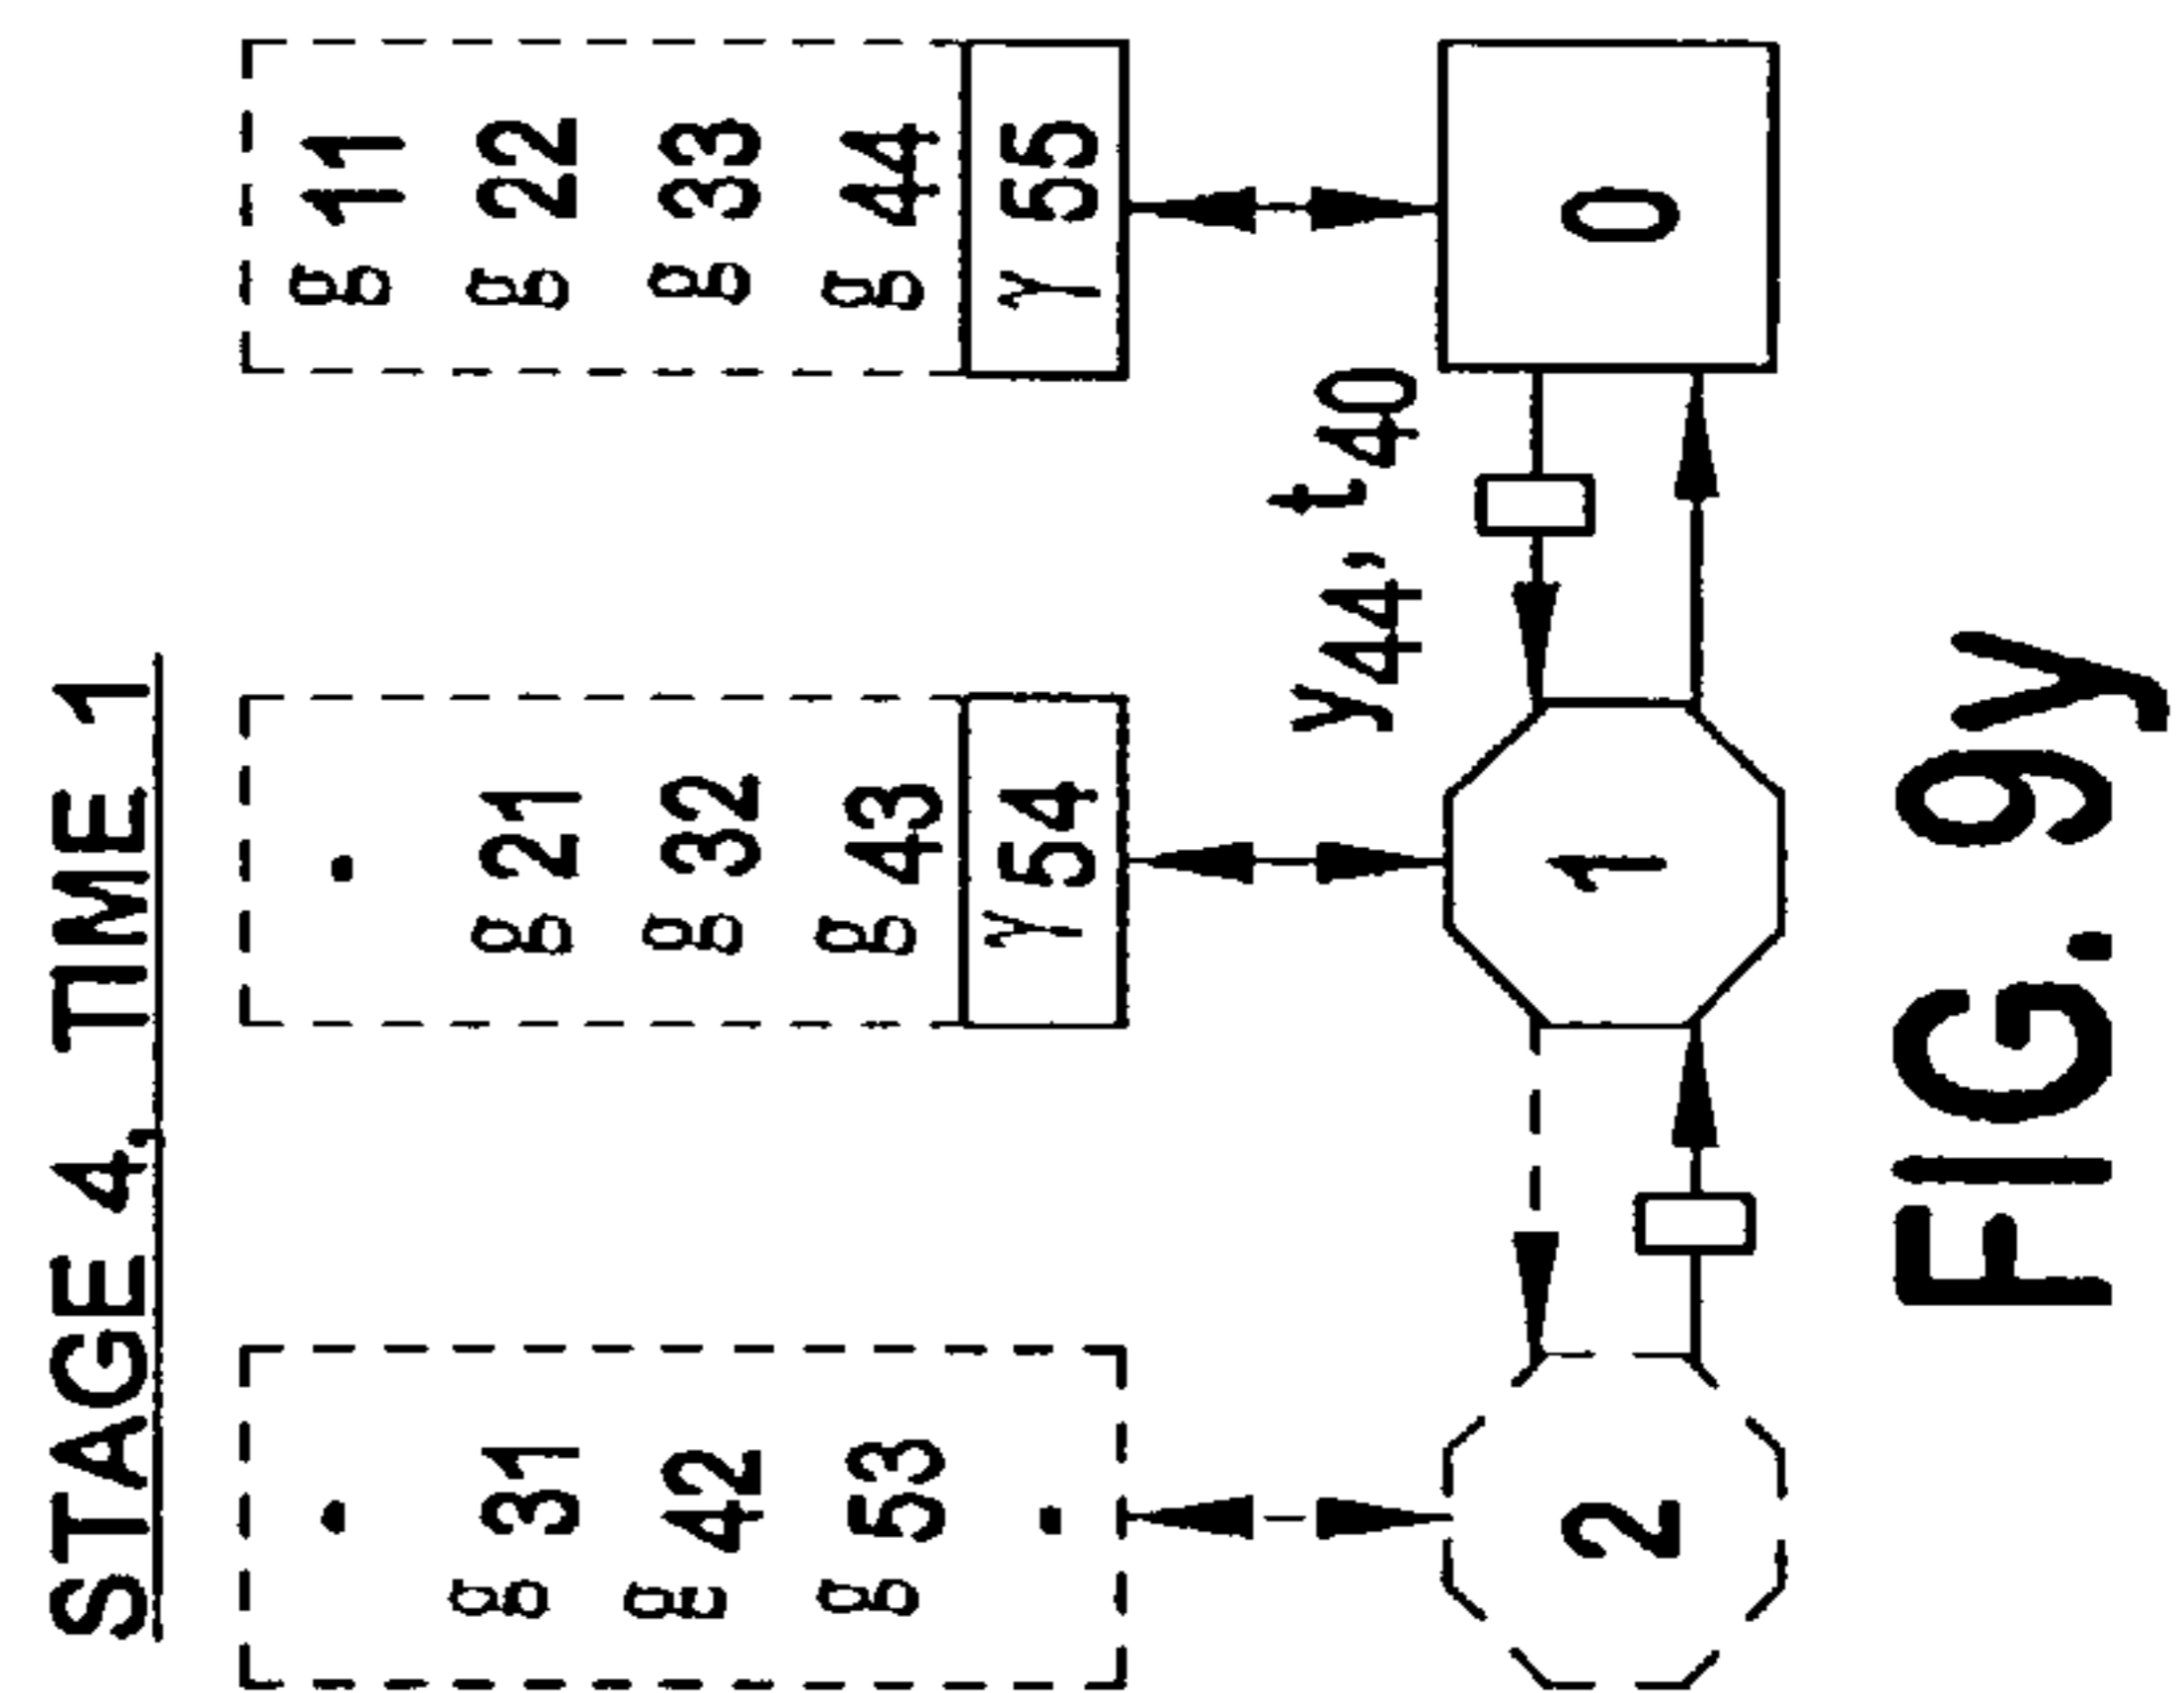 STAGE 4, TIME 1
. . g 11
g 31 g 21 g 22
g 42 g 32 g 33
g 53 g 43 g 44
. y 54 y 55
y44, t40
2 1 0
FIG. 9y